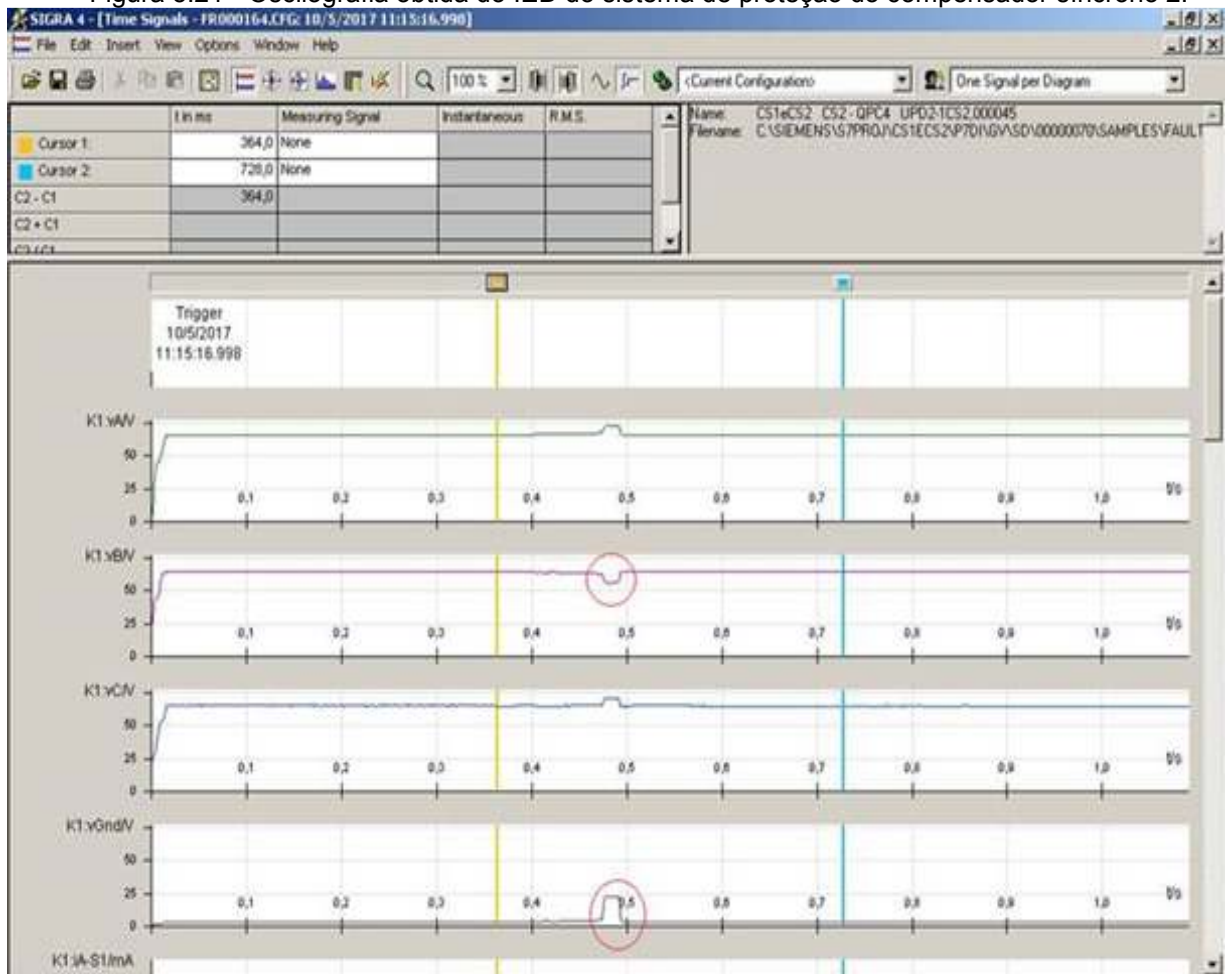 Figura 5.21 - Oscilografia obtida do IED do sistema de proteção do compensador síncrono 2.
SIGRA 4 - [Time Signals - FR000164.CFG: 10/5/2017 11:15:16.998]
File Edit Insert View Options Window Help
100 % <Current Configuration> One Signal per Diagram
t in ms Measuring Signal Instantaneous R.M.S.
Cursor 1: 364,0 None
Cursor 2: 728,0 None
C2 - C1 364,0
C2 + C1
C2 / C1
Name: CS1eCS2 CS2 - QPC4 UPD2-1CS2.000045
Filename: C:\SIEMENS\S7PROJ\CS1ECS2\P7DI\GV\SD\00000070\SAMPLES\FAULT
Trigger
10/5/2017
11:15:16.998
K1:vA/V
50
25
0
0,1 0,2 0,3 0,4 0,5 0,6 0,7 0,8 0,9 1,0 t/s
K1:vB/V
50
25
0
0,1 0,2 0,3 0,4 0,5 0,6 0,7 0,8 0,9 1,0 t/s
K1:vC/V
50
25
0
0,1 0,2 0,3 0,4 0,5 0,6 0,7 0,8 0,9 1,0 t/s
K1:vGnd/V
50
25
0
0,1 0,2 0,3 0,4 0,5 0,6 0,7 0,8 0,9 1,0 t/s
K1:iA-S1/mA